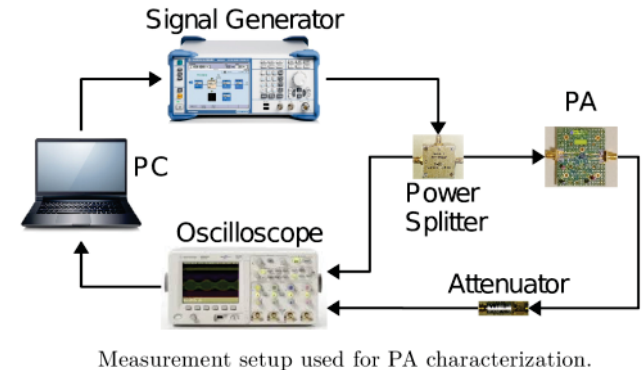 Signal Generator
PA
PC
Power
Splitter
Oscilloscope
Attenuator
Measurement setup used for PA characterization.